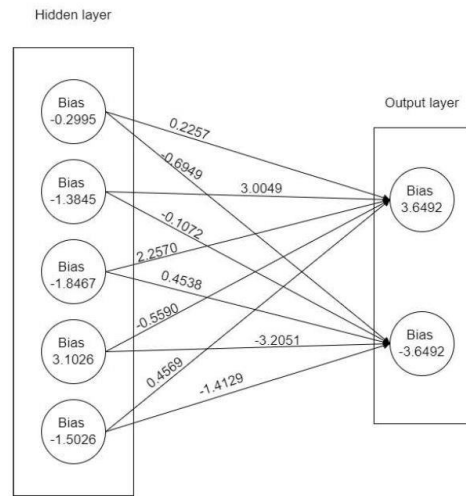 Hidden layer
Output layer
Bias
-0.2995
Bias
-1.3845
Bias
-1.8467
Bias
3.1026
Bias
-1.5026
0.2257
-0.6949
3.0049
-0.1072
2.2570
0.4538
-0.5590
-3.2051
0.4569
-1.4129
Bias
3.6492
Bias
-3.6492